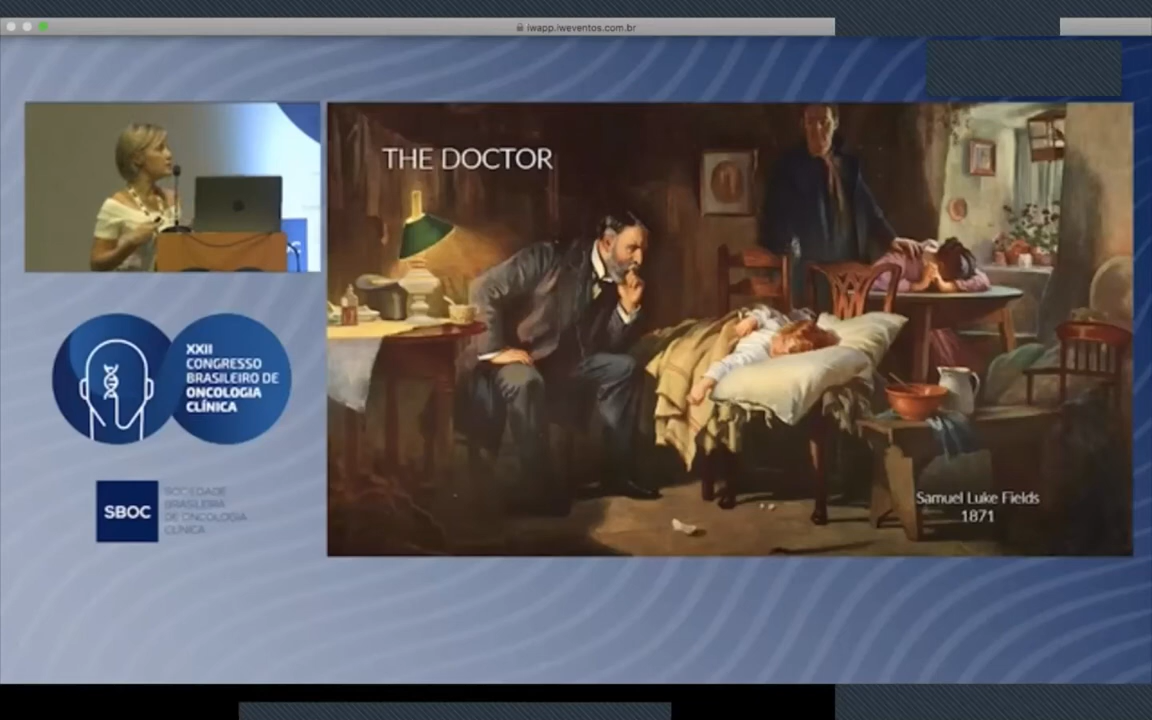 iwapp.iweventos.com.br
THE DOCTOR
XXII
CONGRESSO
BRASILEIRO DE
ONCOLOGIA
CLÍNICA
SBOC
SOCIEDADE
BRASILEIRA
DE ONCOLOGIA
CLÍNICA
Samuel Luke Fields
1871